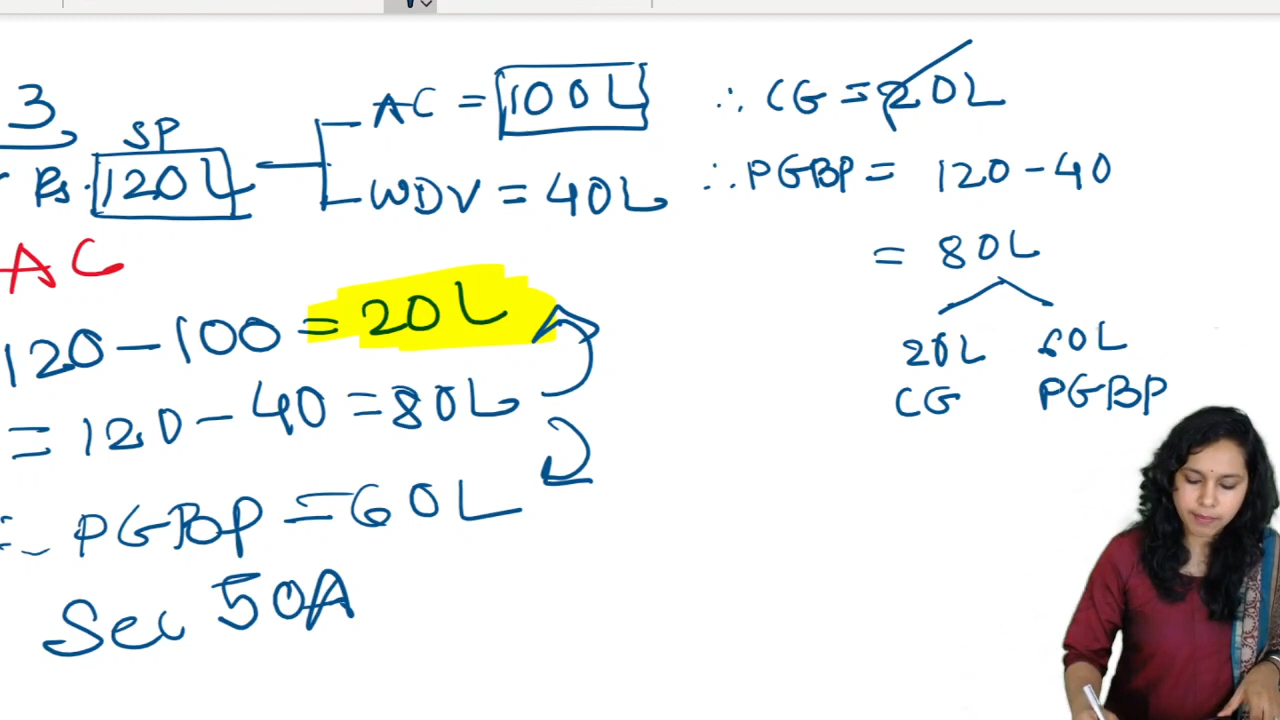 3
SP
Rs. 120L
AC = 100L
WDV = 40L
AC
120 - 100 = 20L
= 120 - 40 = 80L
PGBP = 60L
Sec 50A
∴ CG = 20L
∴ PGBP = 120 - 40
= 80L
20L 60L
CG PGBP